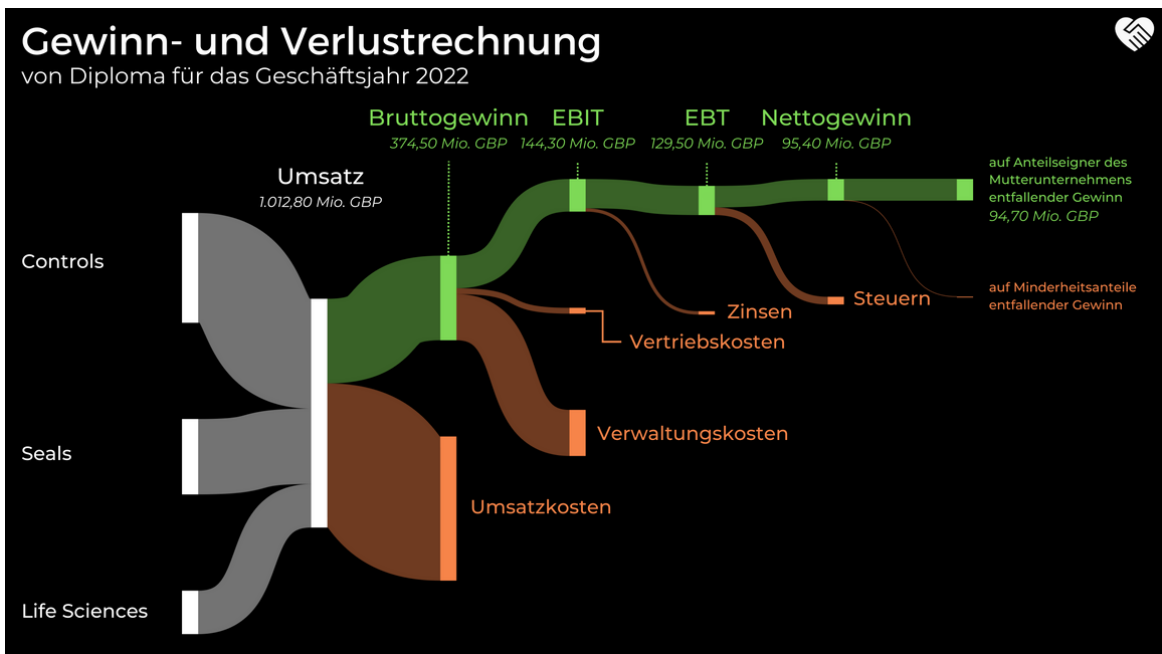 Gewinn- und Verlustrechnung
von Diploma für das Geschäftsjahr 2022
Bruttogewinn
374,50 Mio. GBP
EBIT
144,30 Mio. GBP
EBT
129,50 Mio. GBP
Nettogewinn
95,40 Mio. GBP
auf Anteilseigner des
Mutterunternehmens
entfallender Gewinn
94,70 Mio. GBP
Umsatz
1.012,80 Mio. GBP
Controls
auf Minderheitsanteile
entfallender Gewinn
Steuern
Zinsen
Vertriebskosten
Verwaltungskosten
Seals
Umsatzkosten
Life Sciences